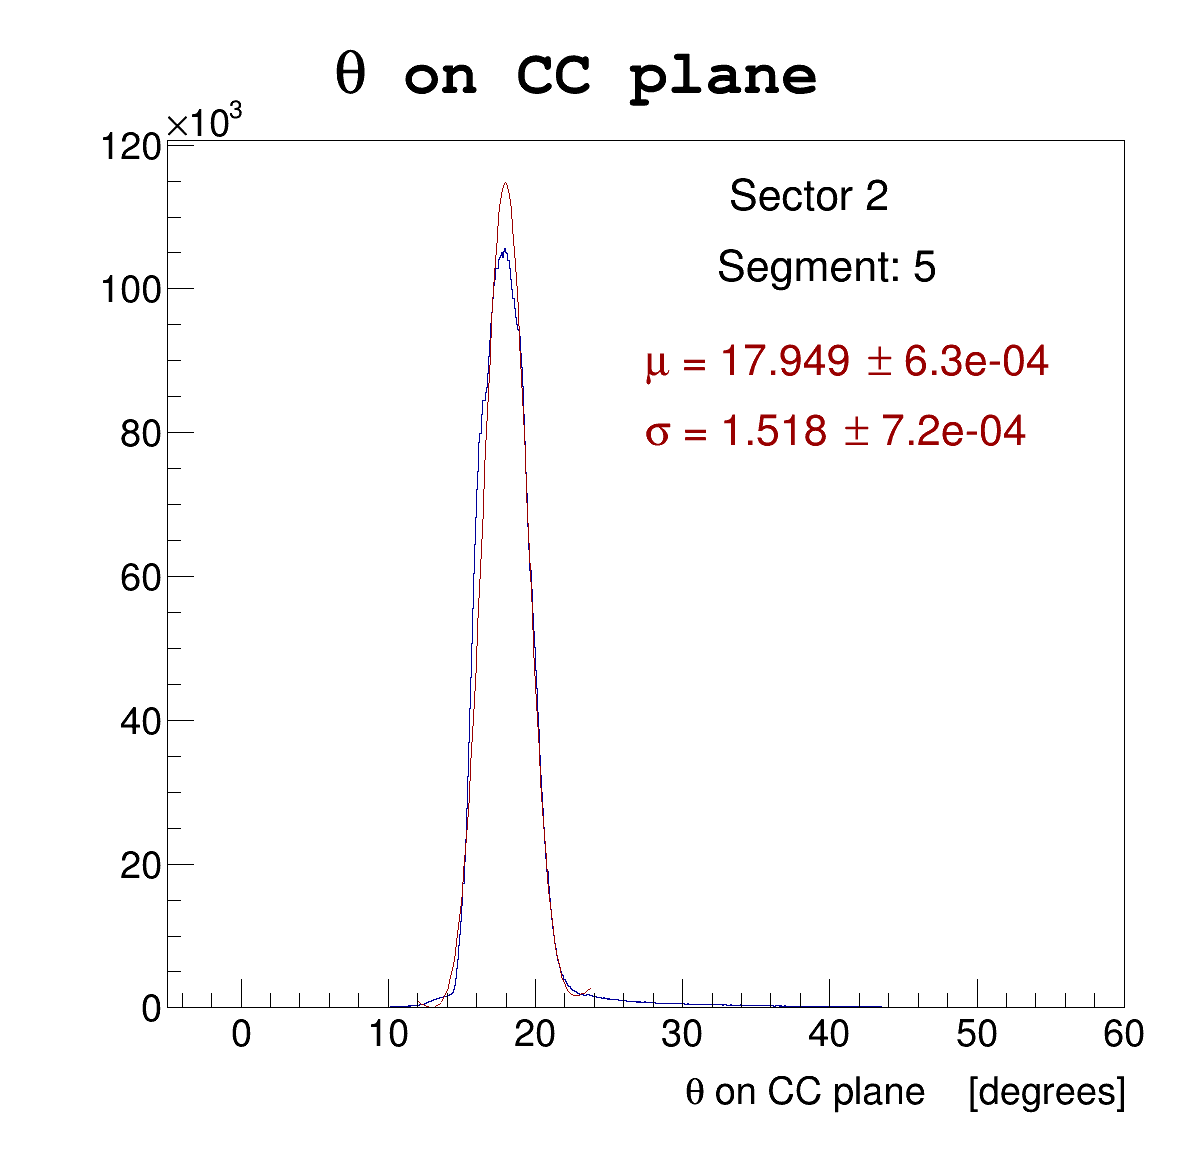 θ on CC plane
×10³
120
100
80
60
40
20
0
Sector 2
Segment: 5
μ = 17.949 ± 6.3e-04
σ = 1.518 ± 7.2e-04
0 10 20 30 40 50 60
θ on CC plane [degrees]